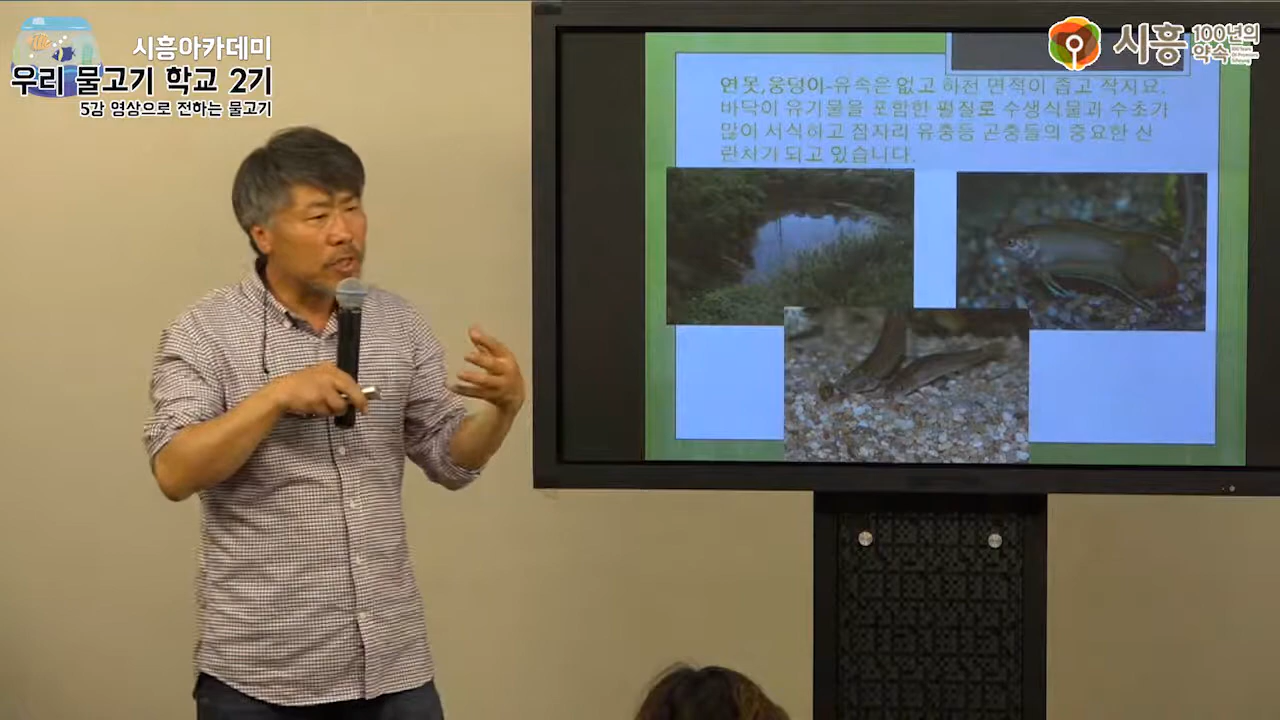 시흥아카데미
우리 물고기 학교 2기
5강 영상으로 전하는 물고기
시흥 100년의 약속
연못,웅덩이-유속은 없고 하천 면적이 좁고 작지요.
바닥이 유기물을 포함한 펄질로 수생식물과 수초가
많이 서식하고 잠자리 유충등 곤충들의 중요한 산
란처가 되고 있습니다.